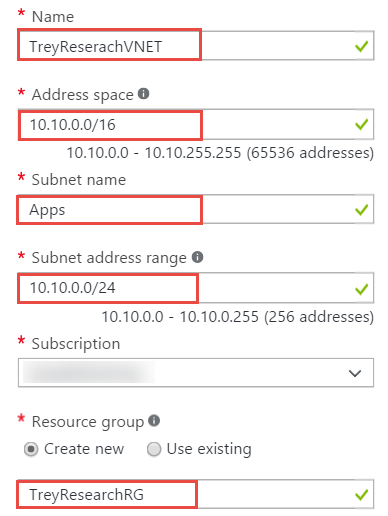 * Name
TreyReserachVNET
* Address space
10.10.0.0/16
10.10.0.0 - 10.10.255.255 (65536 addresses)
* Subnet name
Apps
* Subnet address range
10.10.0.0/24
10.10.0.0 - 10.10.0.255 (256 addresses)
* Subscription
* Resource group
Create new Use existing
TreyResearchRG